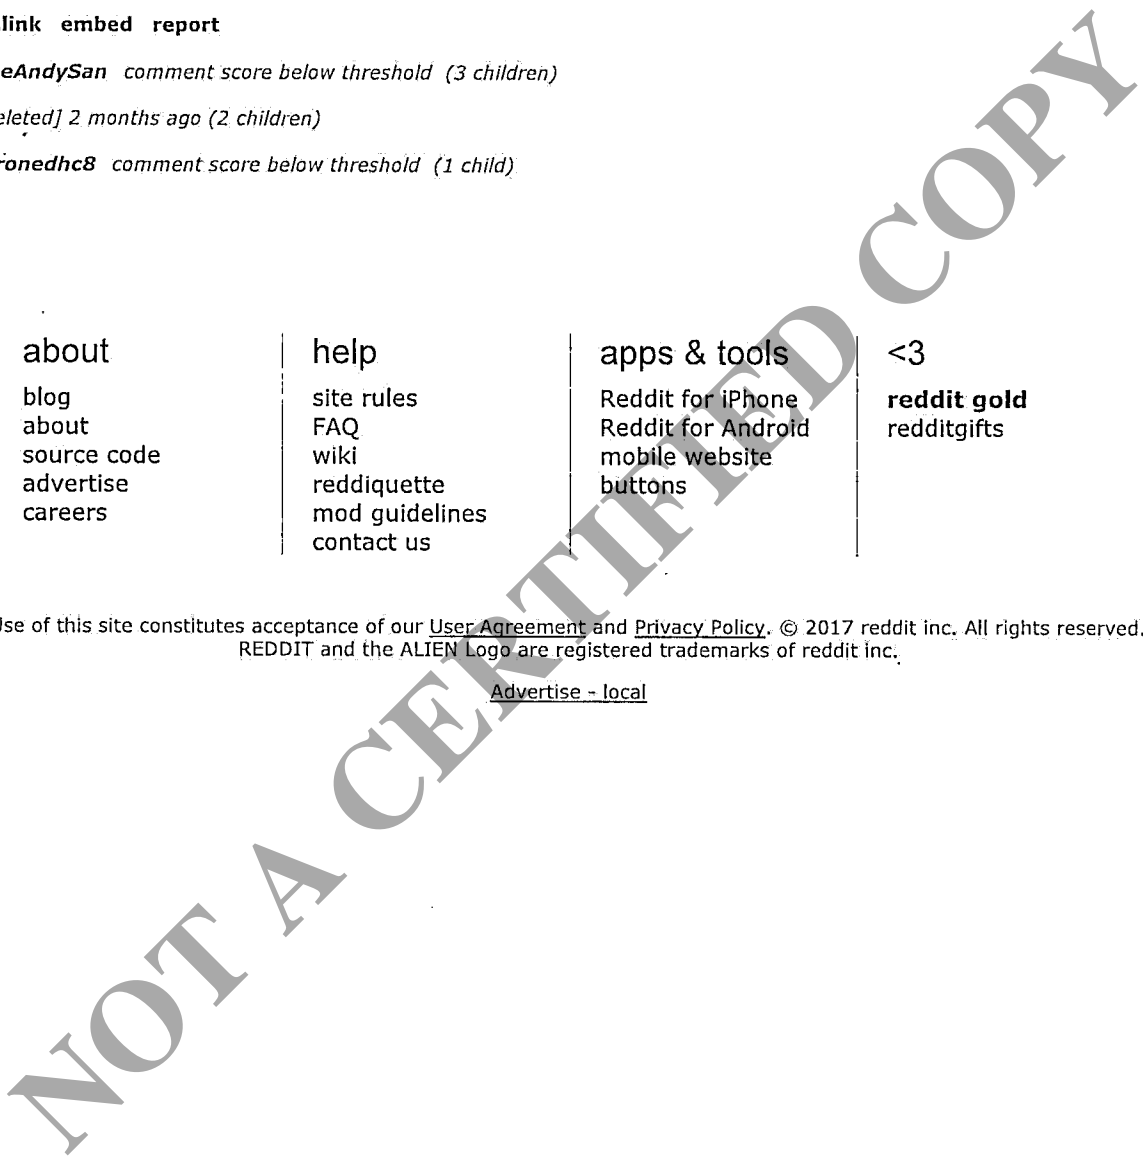 link embed report
eAndySan comment score below threshold (3 children)
eleted] 2 months ago (2 children)
ronedhc8 comment score below threshold (1 child)
about
blog
about
source code
advertise
careers
help
site rules
FAQ
wiki
reddiquette
mod guidelines
contact us
apps & tools
Reddit for iPhone
Reddit for Android
mobile website
buttons
<3
reddit gold
redditgifts
Use of this site constitutes acceptance of our User Agreement and Privacy Policy. © 2017 reddit inc. All rights reserved.
REDDIT and the ALIEN Logo are registered trademarks of reddit inc.
Advertise - local
NOT A CERTIFIED COPY